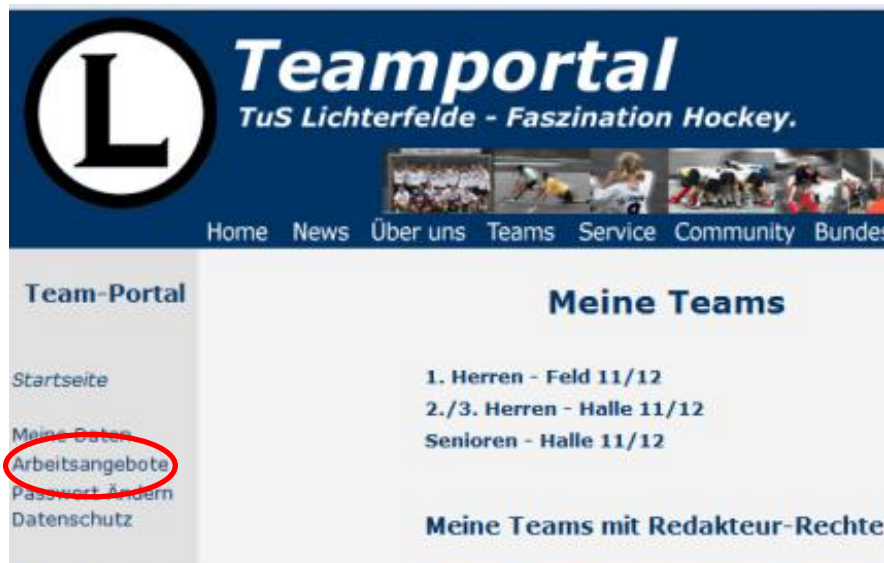 L
Teamportal
TuS Lichterfelde - Faszination Hockey.
Home News Über uns Teams Service Community Bundes
Team-Portal
Startseite
Meine Daten
Arbeitsangebote
Passwort Ändern
Datenschutz
Meine Teams
1. Herren - Feld 11/12
2./3. Herren - Halle 11/12
Senioren - Halle 11/12
Meine Teams mit Redakteur-Rechte